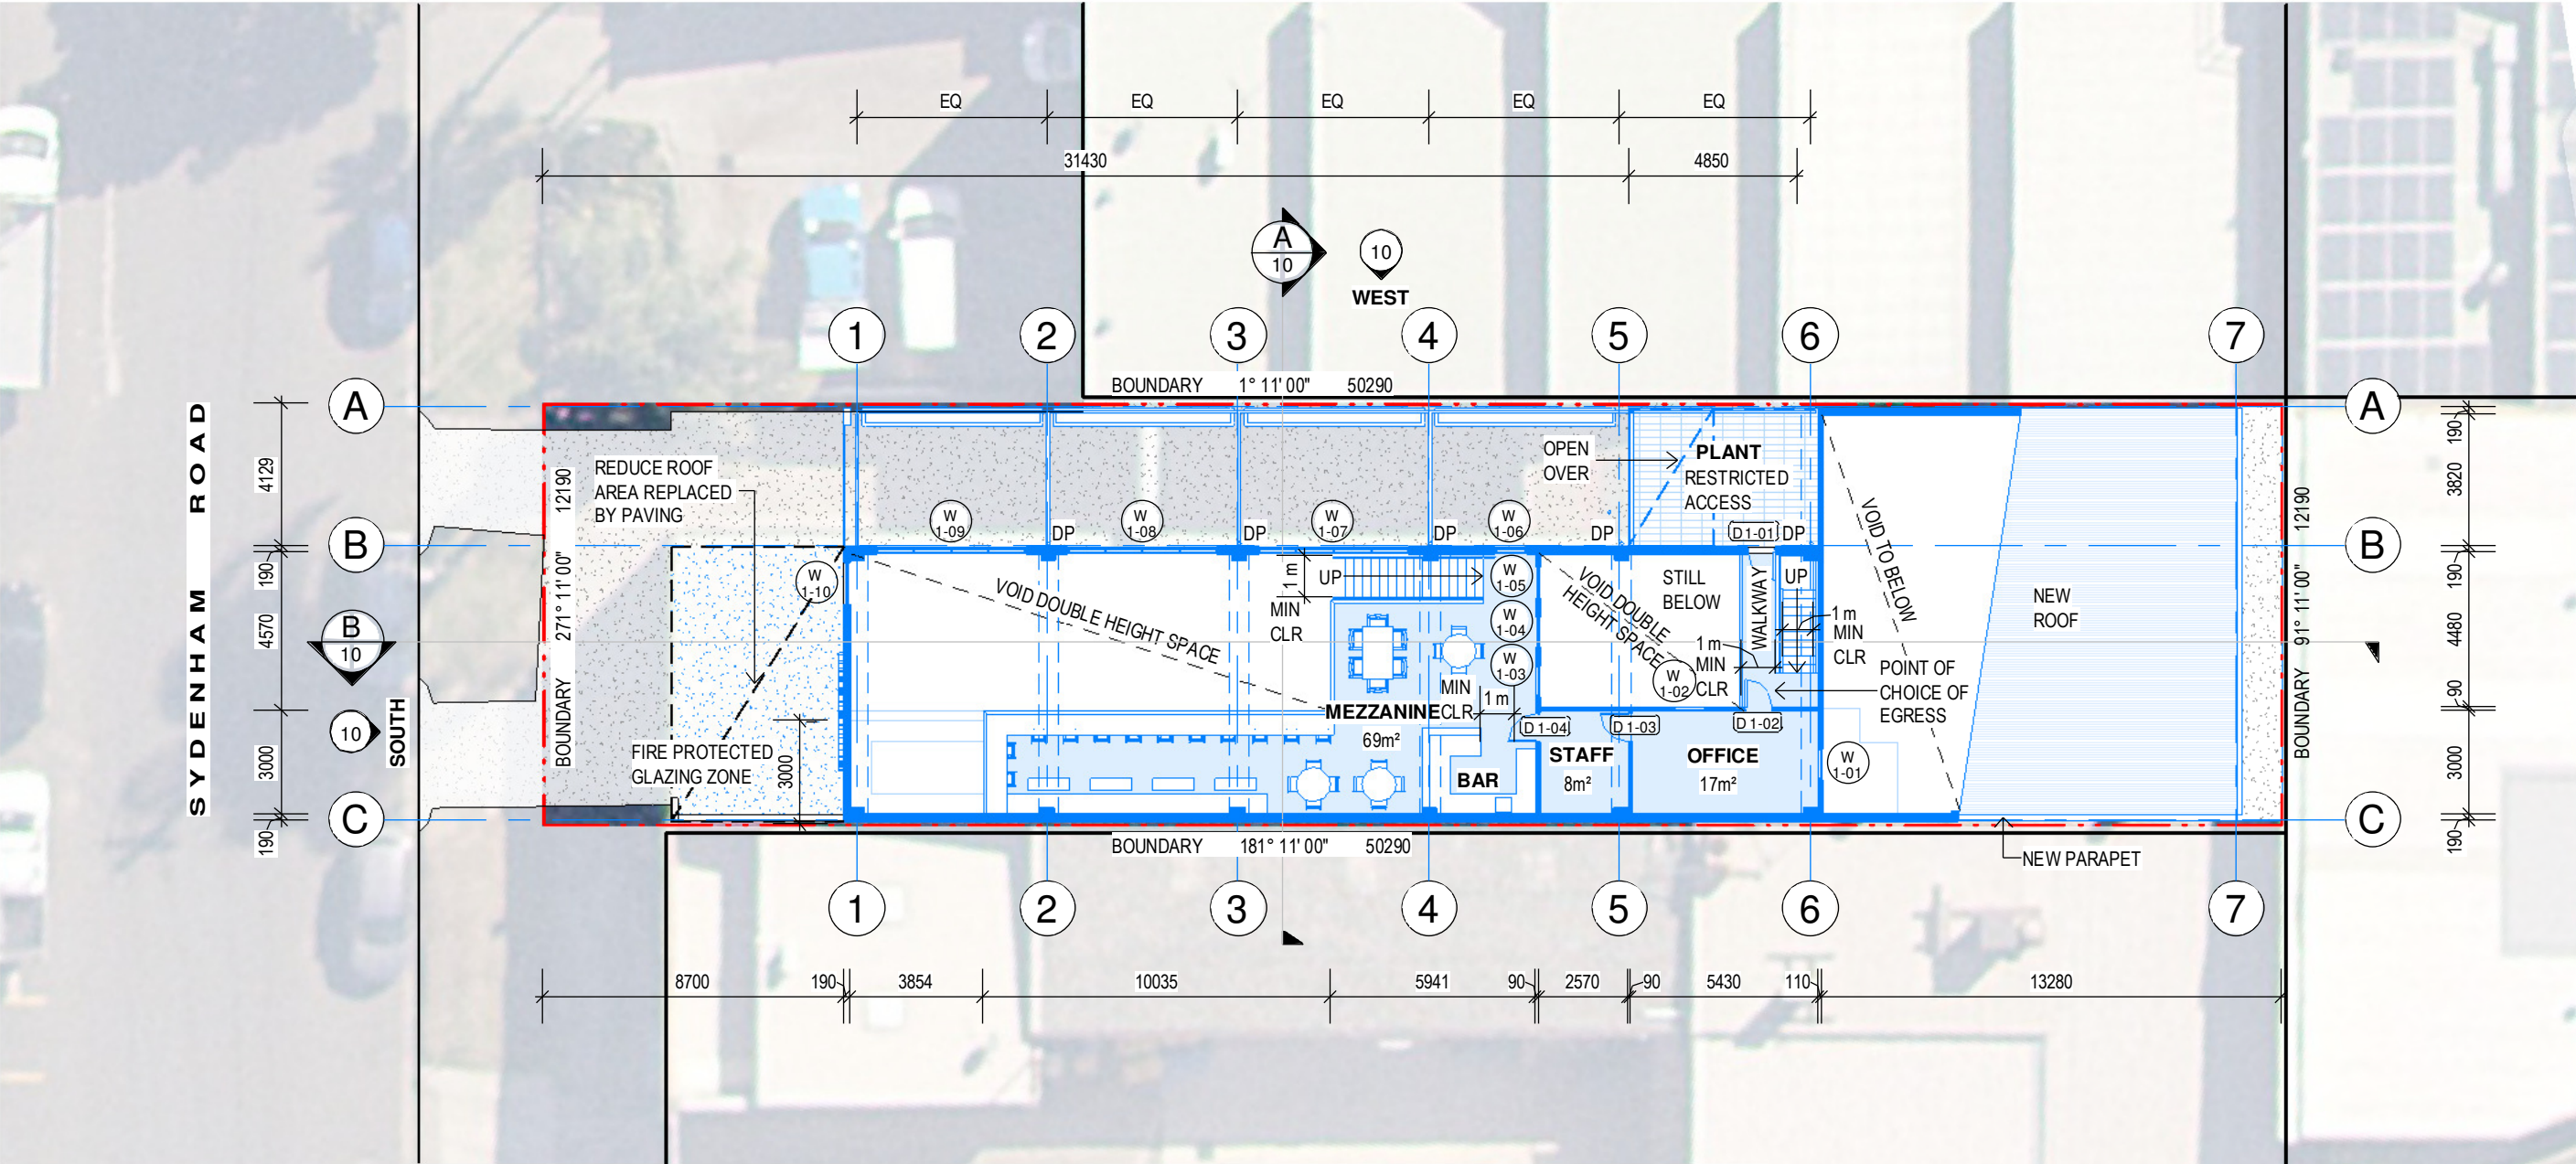 EQ EQ EQ EQ EQ
31430 4850
A
10
10
WEST
1 2 3 4 5 6 7
BOUNDARY 1° 11' 00" 50290
A
A
SYDENHAM ROAD
4129
190
4570
3000
190
B
B
10
10
SOUTH
C
BOUNDARY 271° 11' 00" 12190
REDUCE ROOF
AREA REPLACED
BY PAVING
W
1-09
DP
W
1-08
DP
W
1-07
DP
W
1-06
DP
OPEN
OVER
PLANT
RESTRICTED
ACCESS
D1-01
DP
W
1-10
VOID DOUBLE HEIGHT SPACE
1 m
MIN
CLR
UP
W
1-05
W
1-04
W
1-03
VOID DOUBLE
HEIGHT SPACE
STILL
BELOW
WALKWAY
UP
1 m
MIN
CLR
1 m
MIN
CLR
W
1-02
POINT OF
CHOICE OF
EGRESS
VOID TO BELOW
NEW
ROOF
FIRE PROTECTED
GLAZING ZONE
3000
MEZZANINE
69m²
MIN
CLR
1 m
BAR
D1-04
STAFF
8m²
D1-03
OFFICE
17m²
D1-02
W
1-01
BOUNDARY 91° 11' 00" 12190
B
190
3820
190
4480
90
3000
190
C
BOUNDARY 181° 11' 00" 50290
NEW PARAPET
1 2 3 4 5 6 7
8700 190 3854 10035 5941 90 2570 90 5430 110 13280